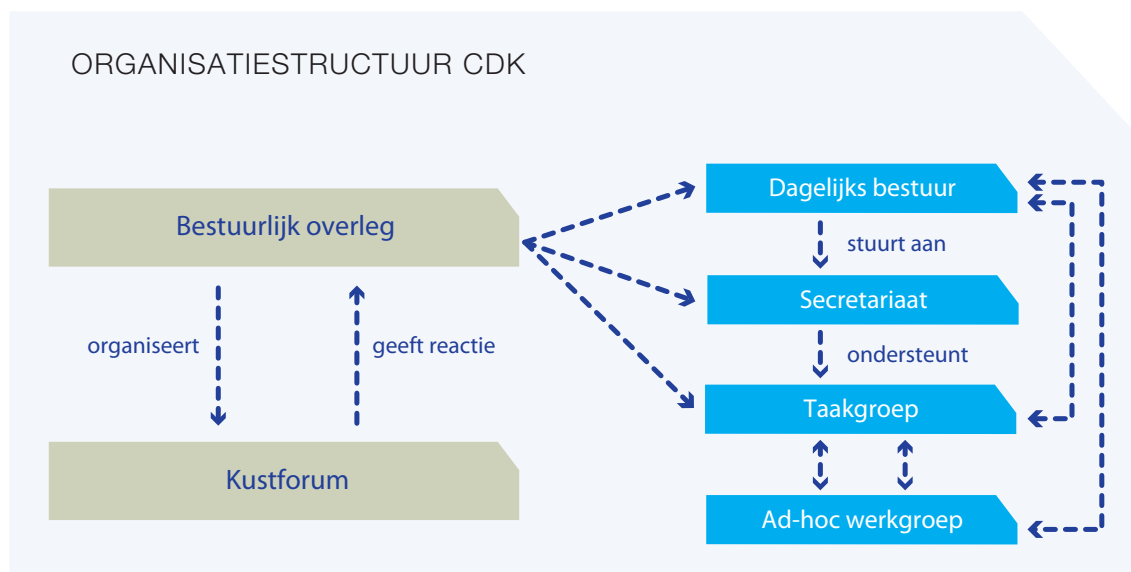 ORGANISATIESTRUCTUUR CDK
Bestuurlijk overleg
organiseert
geeft reactie
Kustforum
Dagelijks bestuur
stuurt aan
Secretariaat
ondersteunt
Taakgroep
Ad-hoc werkgroep